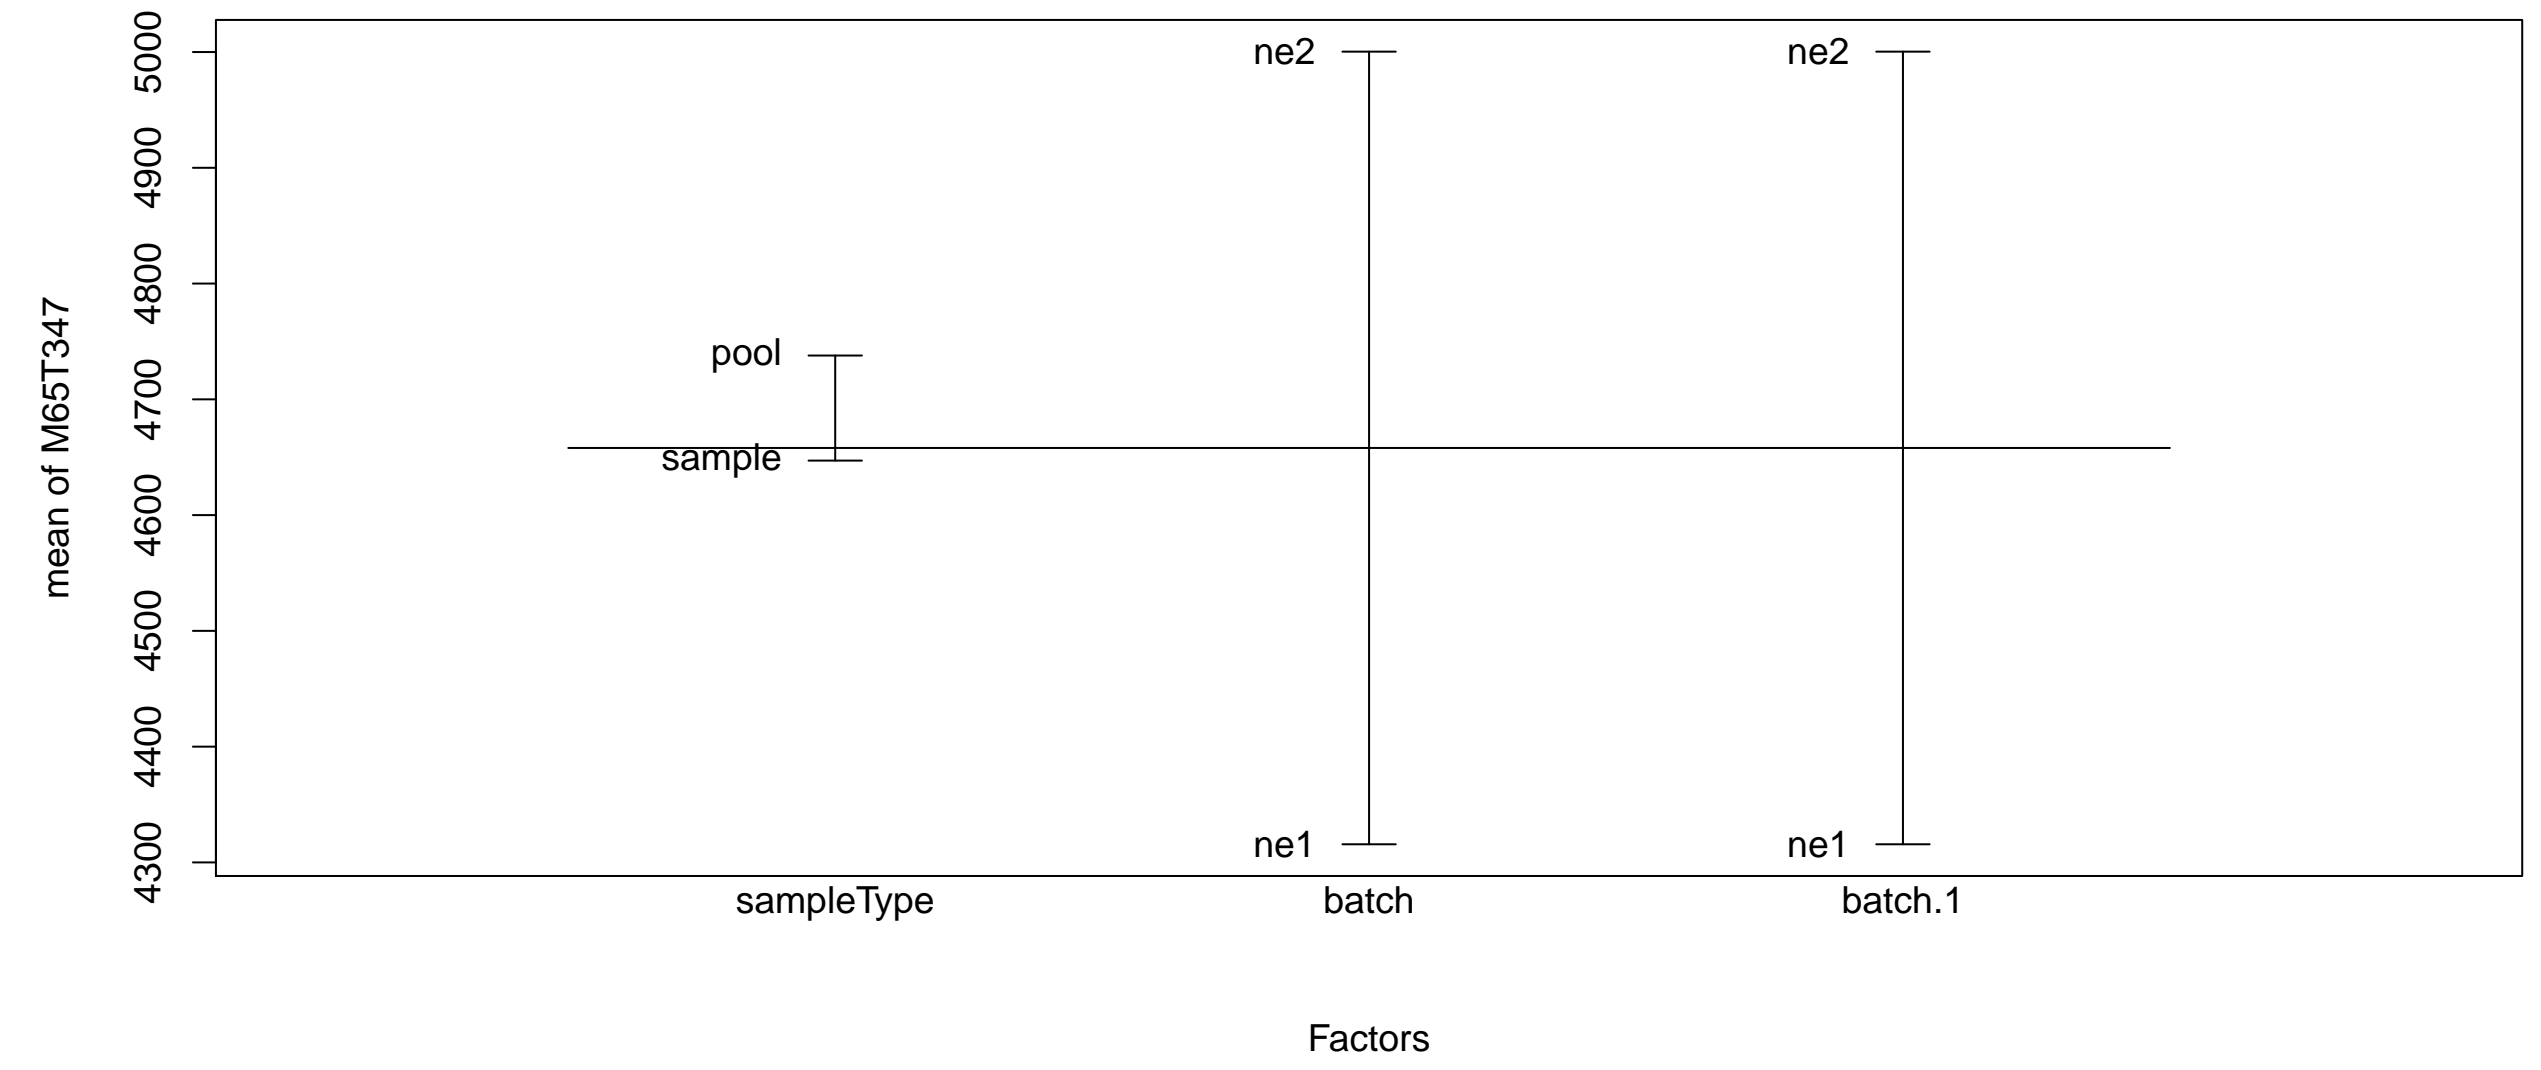 mean of M65T347
5000
4900
4800
4700
4600
4500
4400
4300
ne2
ne2
pool
sample
ne1
ne1
sampleType
batch
batch.1
Factors